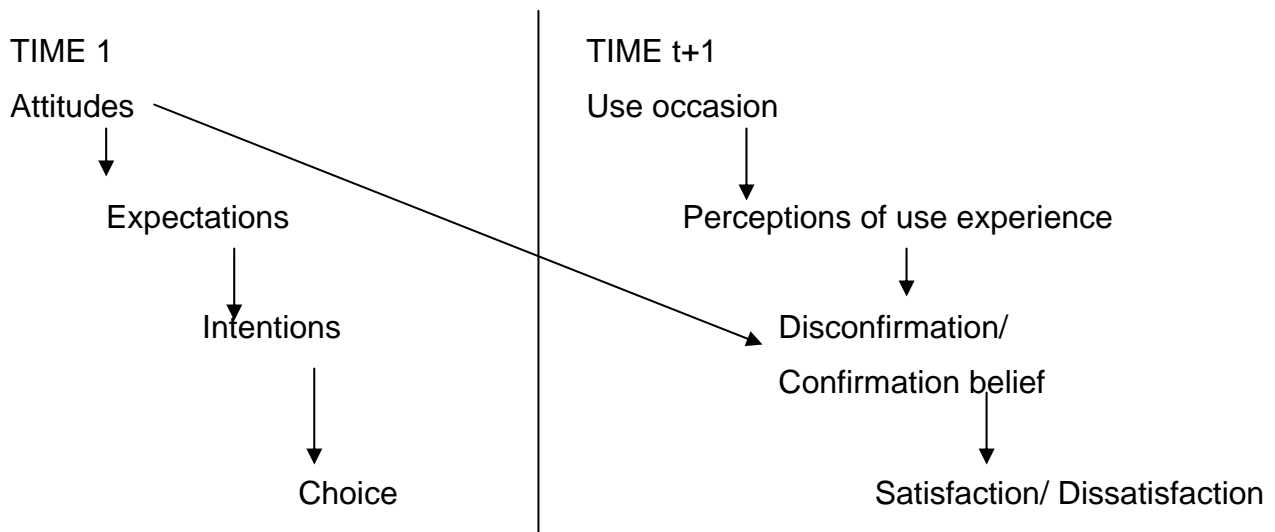 TIME 1
Attitudes
Expectations
Intentions
Choice
TIME t+1
Use occasion
Perceptions of use experience
Disconfirmation/
Confirmation belief
Satisfaction/ Dissatisfaction